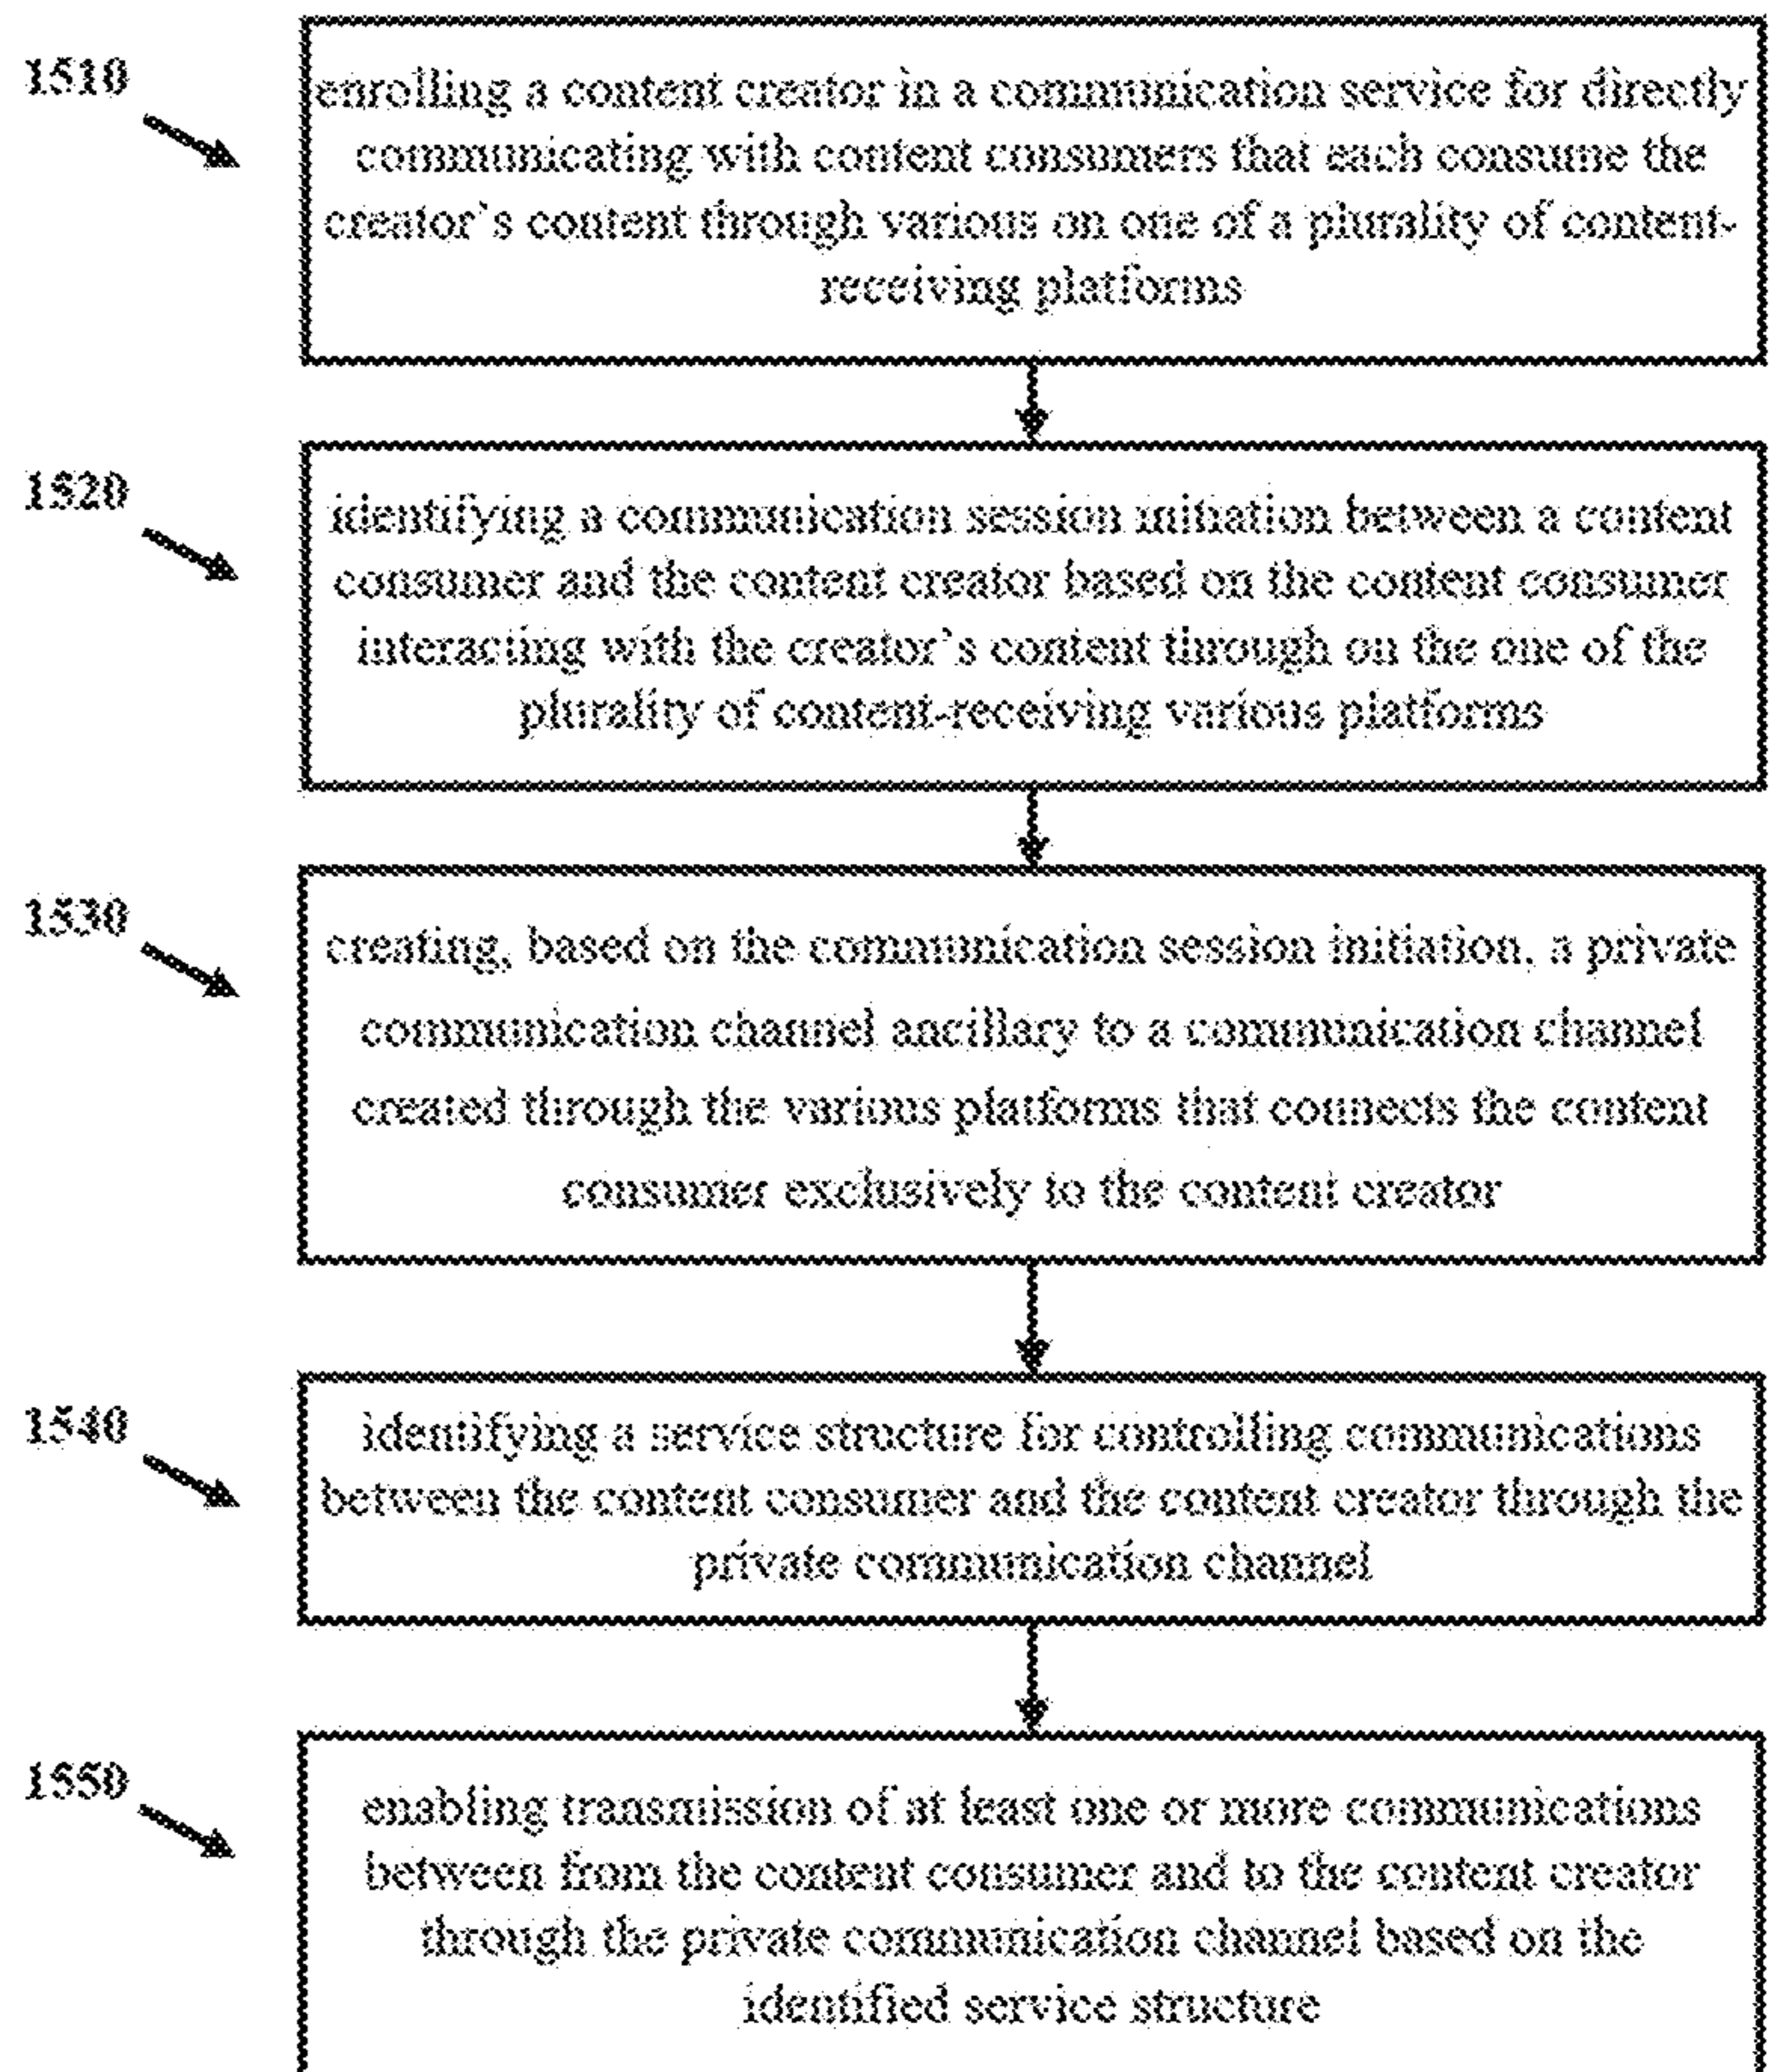 1510
enrolling a content creator in a communication service for directly
communicating with content consumers that each consume the
creator's content through various on one of a plurality of content-
receiving platforms
1520
identifying a communication session initiation between a content
consumer and the content creator based on the content consumer
interacting with the creator's content through on the one of the
plurality of content-receiving various platforms
1530
creating, based on the communication session initiation, a private
communication channel ancillary to a communication channel
created through the various platforms that connects the content
consumer exclusively to the content creator
1540
identifying a service structure for controlling communications
between the content consumer and the content creator through the
private communication channel
1550
enabling transmission of at least one or more communications
between from the content consumer and to the content creator
through the private communication channel based on the
identified service structure